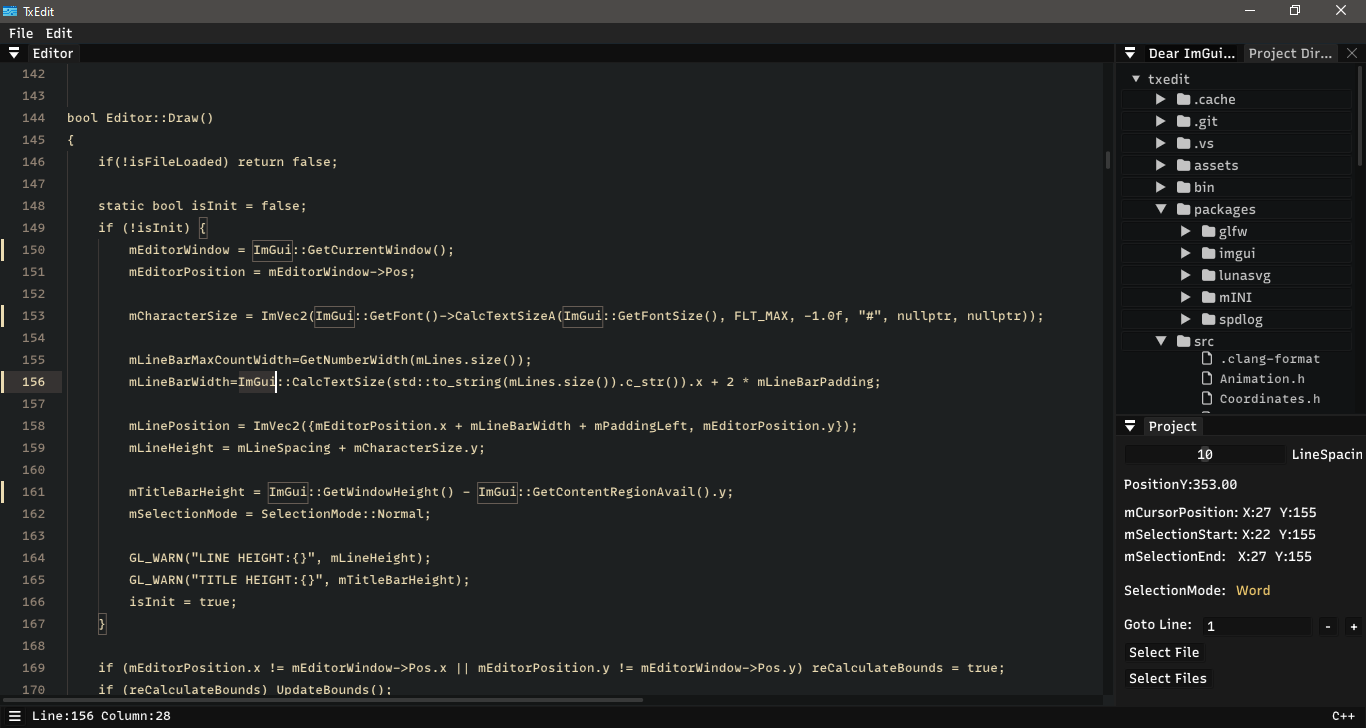 TxEdit
File Edit
Editor
142
143
144 bool Editor::Draw()
145 {
146 if(!isFileLoaded) return false;
147
148 static bool isInit = false;
149 if (!isInit) {
150 mEditorWindow = ImGui::GetCurrentWindow();
151 mEditorPosition = mEditorWindow->Pos;
152
153 mCharacterSize = ImVec2(ImGui::GetFont()->CalcTextSizeA(ImGui::GetFontSize(), FLT_MAX, -1.0f, "#", nullptr, nullptr));
154
155 mLineBarMaxCountWidth=GetNumberWidth(mLines.size());
156 mLineBarWidth=ImGui::CalcTextSize(std::to_string(mLines.size()).c_str()).x + 2 * mLineBarPadding;
157
158 mLinePosition = ImVec2({mEditorPosition.x + mLineBarWidth + mPaddingLeft, mEditorPosition.y});
159 mLineHeight = mLineSpacing + mCharacterSize.y;
160
161 mTitleBarHeight = ImGui::GetWindowHeight() - ImGui::GetContentRegionAvail().y;
162 mSelectionMode = SelectionMode::Normal;
163
164 GL_WARN("LINE HEIGHT:{}", mLineHeight);
165 GL_WARN("TITLE HEIGHT:{}", mTitleBarHeight);
166 isInit = true;
167 }
168
169 if (mEditorPosition.x != mEditorWindow->Pos.x || mEditorPosition.y != mEditorWindow->Pos.y) reCalculateBounds = true;
170 if (reCalculateBounds) UpdateBounds();
Dear ImGui... Project Dir...
txedit
.cache
.git
.vs
assets
bin
packages
glfw
imgui
lunasvg
mINI
spdlog
src
.clang-format
Animation.h
Coordinates.h
Project
10 LineSpacin
PositionY:353.00
mCursorPosition: X:27 Y:155
mSelectionStart: X:22 Y:155
mSelectionEnd: X:27 Y:155
SelectionMode: Word
Goto Line: 1 - +
Select File
Select Files
Line:156 Column:28
C++